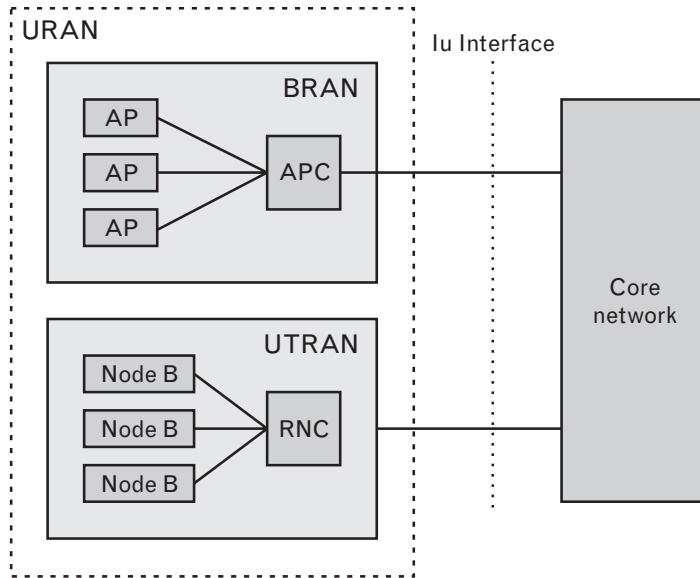 URAN
Iu Interface
BRAN
AP
AP
AP
APC
UTRAN
Node B
Node B
Node B
RNC
Core
network